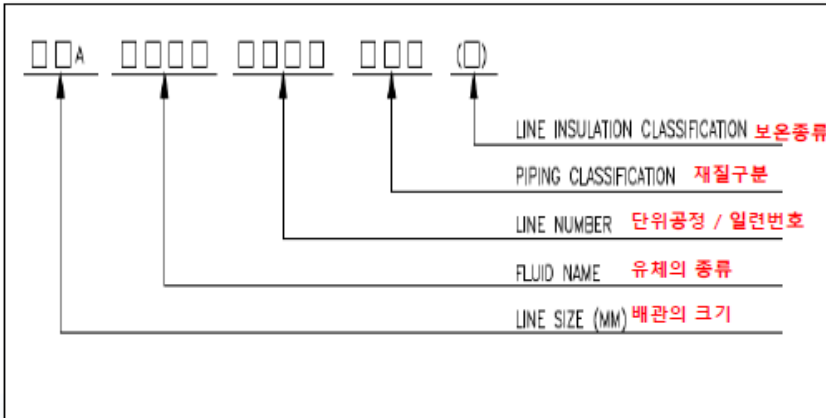 □□A □□□□ □□□□ □□□ (□)
LINE INSULATION CLASSIFICATION 보온종류
PIPING CLASSIFICATION 재질구분
LINE NUMBER 단위공정 / 일련번호
FLUID NAME 유체의 종류
LINE SIZE (MM) 배관의 크기